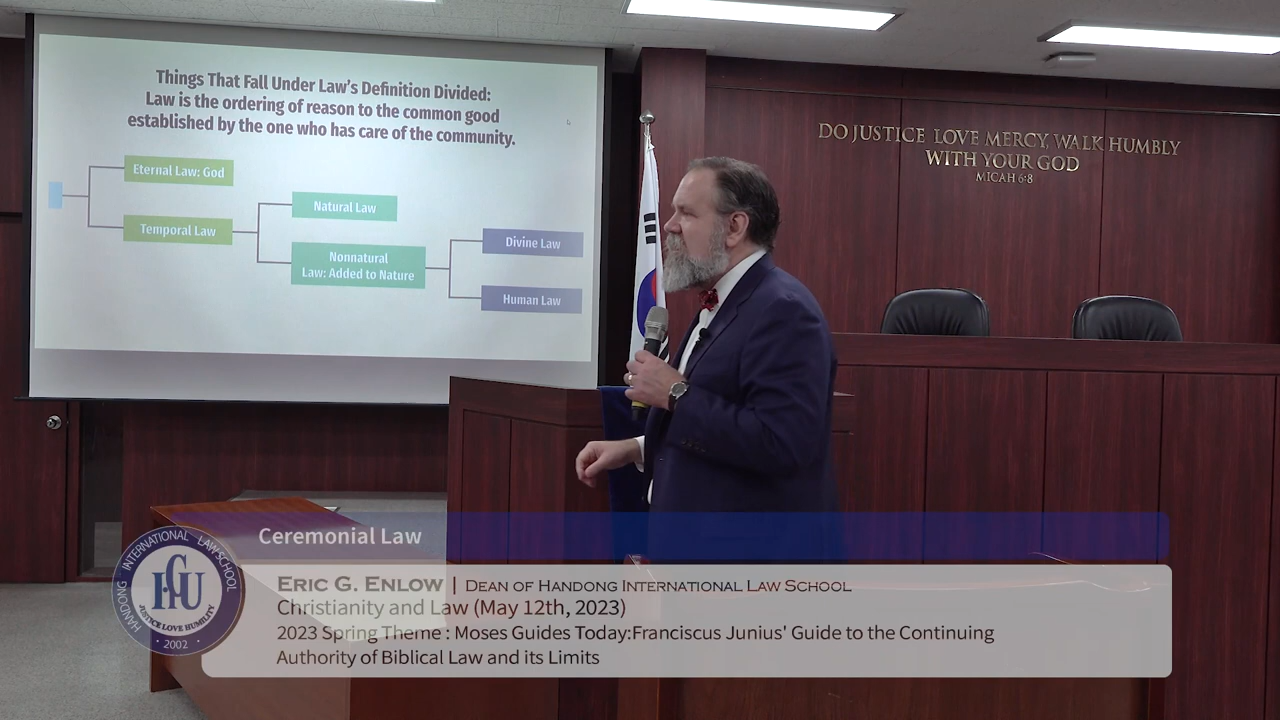 Things That Fall Under Law's Definition Divided:
Law is the ordering of reason to the common good
established by the one who has care of the community.
Eternal Law: God
Temporal Law
Natural Law
Nonnatural
Law: Added to Nature
Divine Law
Human Law
DO JUSTICE LOVE MERCY, WALK HUMBLY
WITH YOUR GOD
MICAH 6:8
Ceremonial Law
ERIC G. ENLOW | DEAN OF HANDONG INTERNATIONAL LAW SCHOOL
Christianity and Law (May 12th, 2023)
2023 Spring Theme : Moses Guides Today:Franciscus Junius' Guide to the Continuing
Authority of Biblical Law and its Limits
HANDONG INTERNATIONAL LAW SCHOOL
JUSTICE LOVE HUMILITY
· 2002 ·